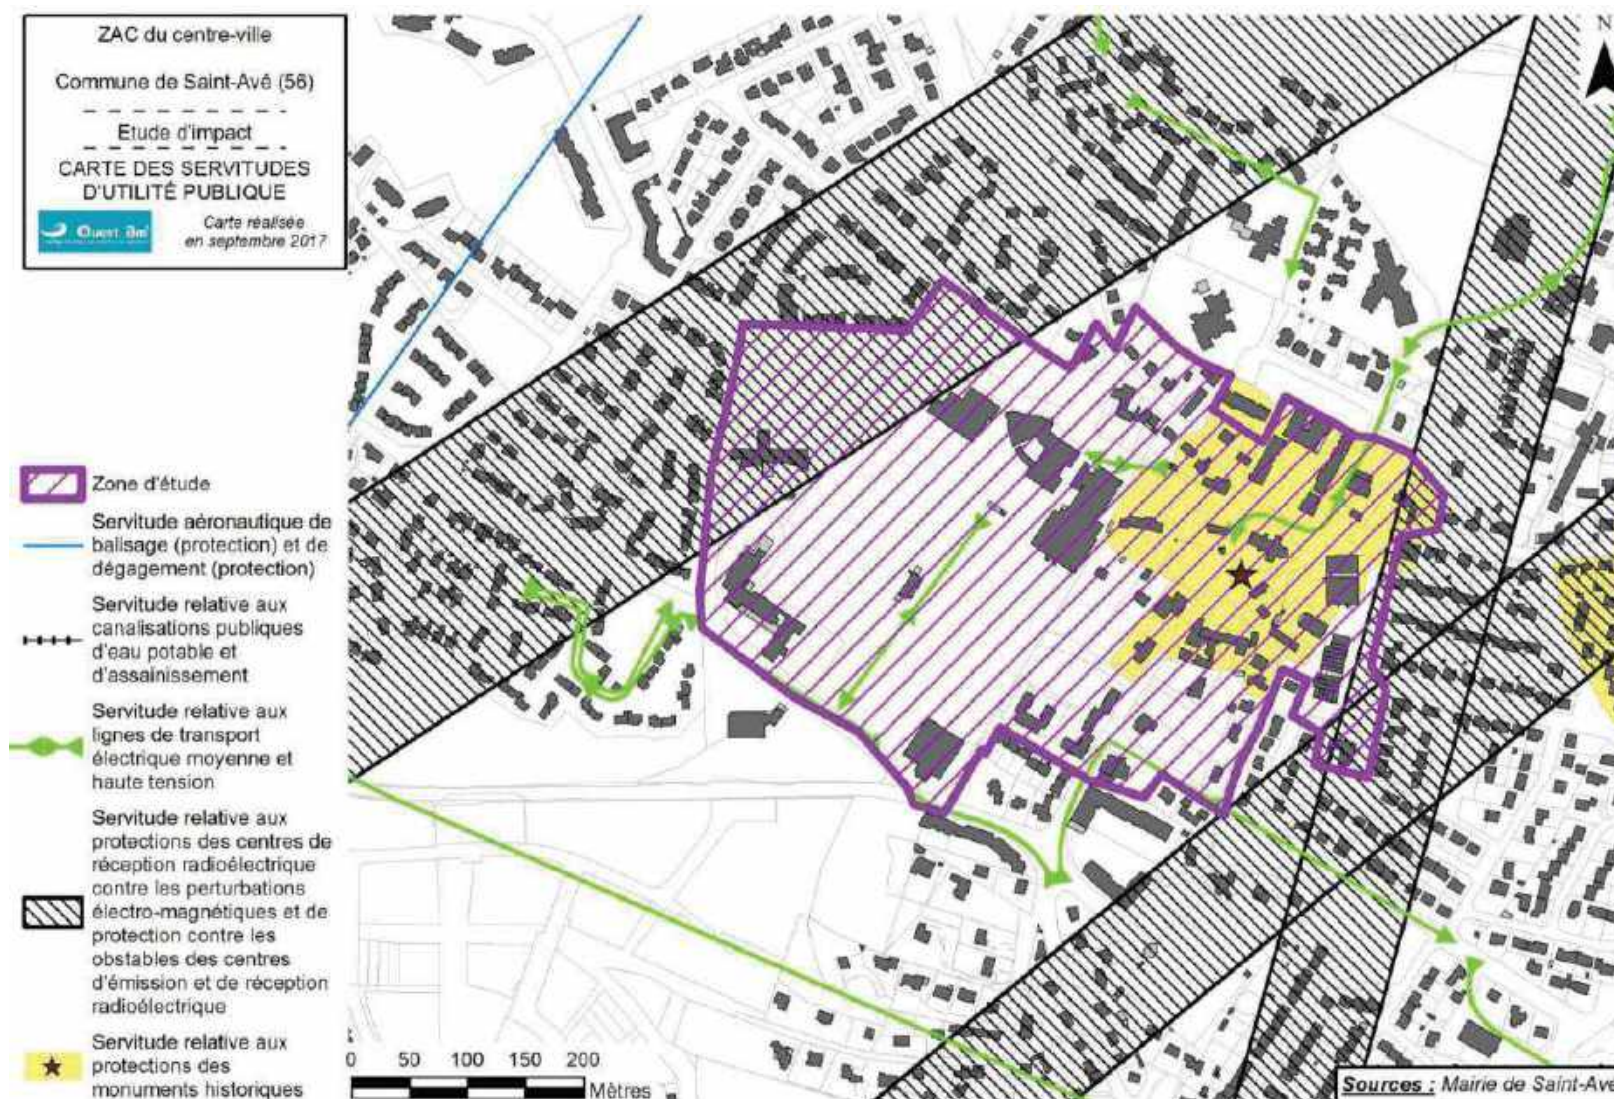 ZAC du centre-ville
Commune de Saint-Avé (56)
Etude d'impact
CARTE DES SERVITUDES
D'UTILITÉ PUBLIQUE
Ouest Am'
Carte réalisée
en septembre 2017
N
Zone d'étude
Servitude aéronautique de
balisage (protection) et de
dégagement (protection)
Servitude relative aux
canalisations publiques
d'eau potable et
d'assainissement
Servitude relative aux
lignes de transport
électrique moyenne et
haute tension
Servitude relative aux
protections des centres de
réception radioélectrique
contre les perturbations
électro-magnétiques et de
protection contre les
obstables des centres
d'émission et de réception
radioélectrique
Servitude relative aux
protections des
monuments historiques
0 50 100 150 200
Mètres
Sources : Mairie de Saint-Avé